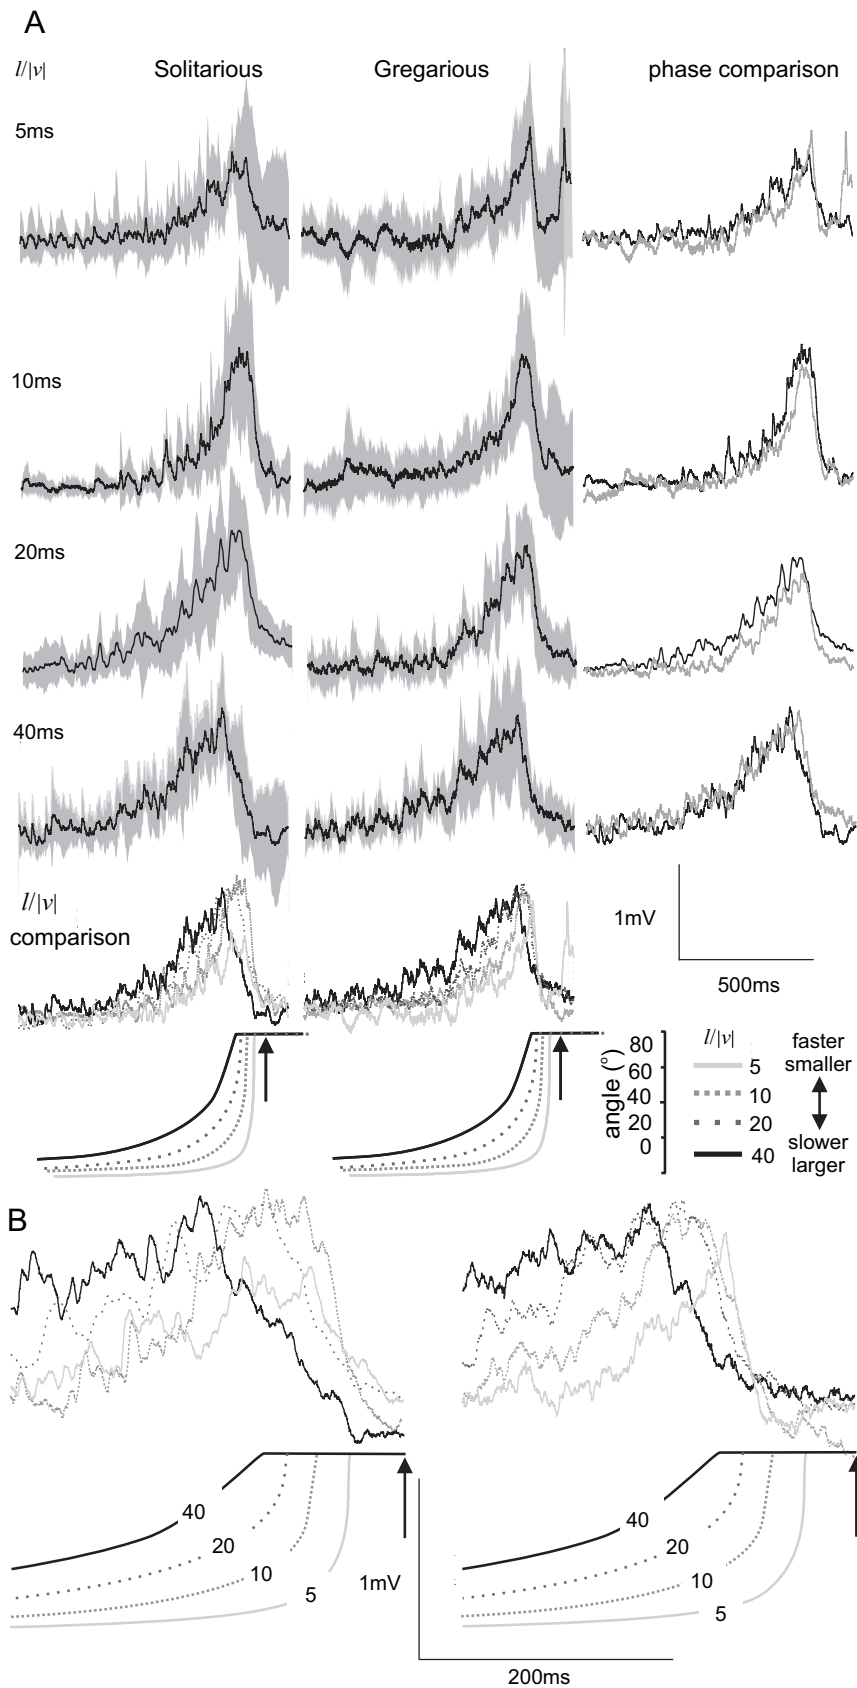 A
l/|v|
Solitarious
Gregarious
phase comparison
5ms
10ms
20ms
40ms
l/|v|
comparison
1mV
500ms
angle (°)
80
60
40
20
0
l/|v|
5
10
20
40
faster
smaller
slower
larger
B
40
20
10
5
1mV
200ms
40
20
10
5